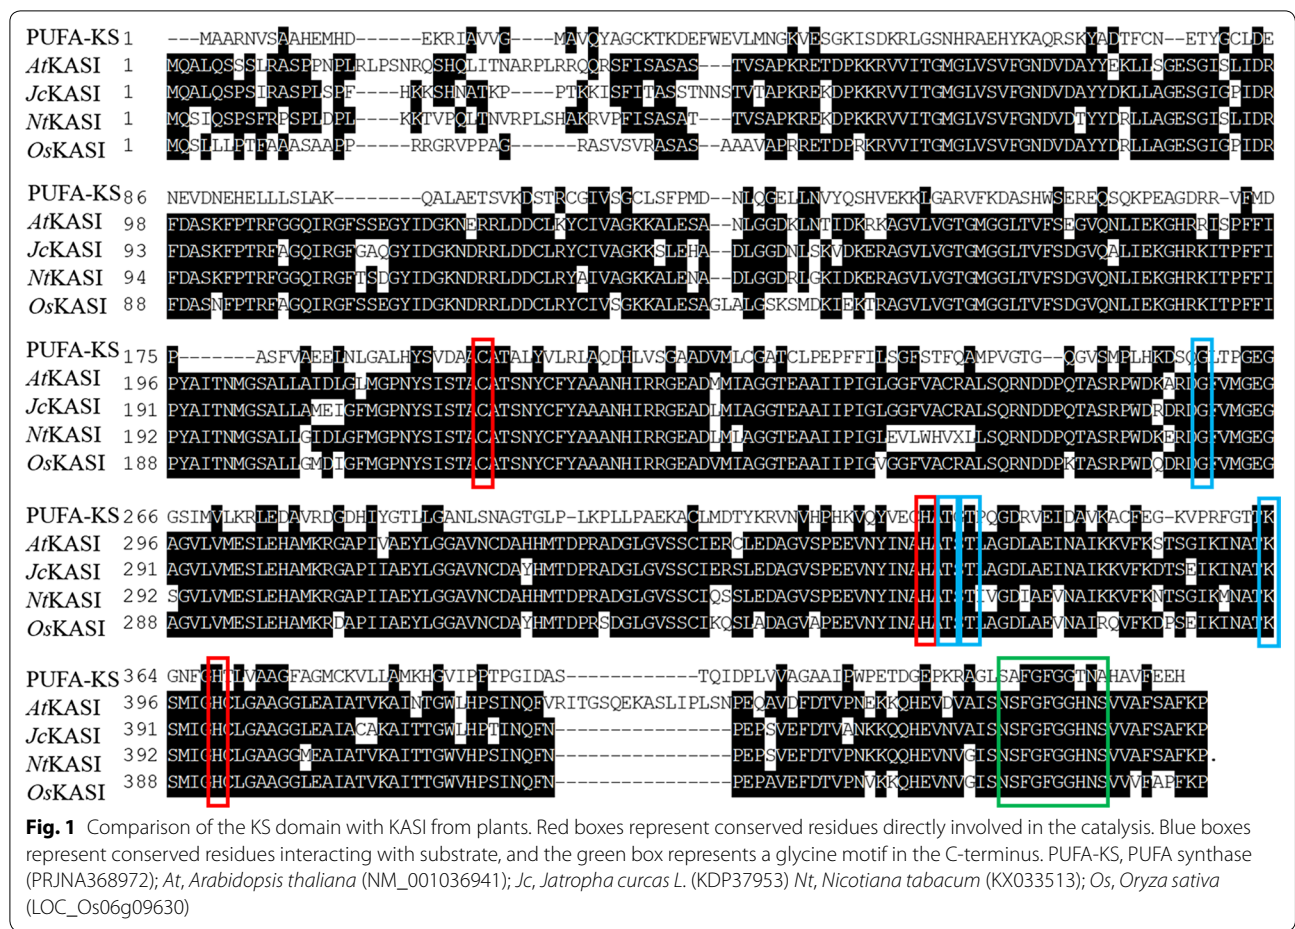 PUFA-KS 1 ---MAARNVSAAHEMHD------EKRIAVVG----MAVQYAGCKTKDEFWEVLMNGKVESGKISDKRLGSNHRAEHYKAQRSKYADTFCN--ETYGCLDE
AtKASI 1 MQALQSSSLRASPPNPLRLPSNRQSHQLITNARPLRRQQRSFISASAS---TVSAPKRETDPKKRVVITGMGLVSVFGNDVDAYYEKLLSGESGISLIDR
JcKASI 1 MQALQSPSIRASPLSPF----HKKSHNATKP----PTKKISFITASSTNNSTVTAPKREKDPKKRVVITGMGLVSVFGNDVDAYYDKLLAGESGIGPIDR
NtKASI 1 MQSIQSPSFRPSPLDPL----KKTVPQLTNVRPLSHAKRVPFISASAT---TVSAPKREKDPKKRVVITGMGLVSVFGNDVDTYYDRLLAGESGISLIDR
OsKASI 1 MQSLLLPTFAAASAAPP----RRGRVPPAG------RASVSVRASAS---AAAVAPRRETDPRKRVVITGMGLVSVFGNDVDAYYDRLLAGESGIGPIDR
PUFA-KS 86 NEVDNEHELLLSLAK--------QALAETSVKDSTRCGIVSGCLSFPMD--NLQGELLNVYQSHVEKKLGARVFKDASHWSEREQSQKPEAGDRR-VFMD
AtKASI 98 FDASKFPTRFGGQIRGFSSEGYIDGKNERRLDDCLKYCIVAGKKALESA--NLGGDKLNTIDKRKAGVLVGTGMGGLTVFSEGVQNLIEKGHRRISPFFI
JcKASI 93 FDASKFPTRFAGQIRGFGAQGYIDGKNDRRLDDCLRYCIVAGKKSLEHA--DLGGDNLSKVDKERAGVLVGTGMGGLTVFSDGVQALIEKGHRKITPFFI
NtKASI 94 FDASKFPTRFGGQIRGFTSDGYIDGKNDRRLDDCLRYAIVAGKKALENA--DLGGDRLGKIDKERAGVLVGTGMGGLTVFSDGVQNLIEKGHRKITPFFI
OsKASI 88 FDASNFPTRFAGQIRGFSSEGYIDGKNDRRLDDCLRYCIVSGKKALESAGLALGSKSMDKIEKTRAGVLVGTGMGGLTVFSDGVQNLIEKGHRKITPFFI
PUFA-KS 175 P-------ASFVAEELNLGALHYSVDAACATALYVLRLAQDHLVSGAADVMLCGATCLPEPFFILSGFSTFQAMPVGTG--QGVSMPLHKDSQGLTPGEG
AtKASI 196 PYAITNMGSALLAIDLGLMGPNYSISTACATSNYCFYAAANHIRRGEADMMIAGGTEAAIIPIGLGGFVACRALSQRNDDPQTASRPWDKARDGFVMGEG
JcKASI 191 PYAITNMGSALLAMEIGFMGPNYSISTACATSNYCFYAAANHIRRGEADLMIAGGTEAAIIPIGLGGFVACRALSQRNDDPQTASRPWDRDRDGFVMGEG
NtKASI 192 PYAITNMGSALLGIDLGFMGPNYSISTACATSNYCFYAAANHIRRGEADLMLAGGTEAAIIPIGLEVLWHVXLLSQRNDDPQTASRPWDKERDGFVMGEG
OsKASI 188 PYAITNMGSALLGMDIGFMGPNYSISTACATSNYCFYAAANHIRRGEADVMIAGGTEAAIIPIGVGGFVACRALSQRNDDPKTASRPWDQDRDGFVMGEG
PUFA-KS 266 GSIMVLKRLEDAVRDGDHIYGTLLGANLSNAGTGLP-LKPLLPAEKACLMDTYKRVNVHPHKVQYVECHATGTPQGDRVEIDAVKACFEG-KVPRFGTTK
AtKASI 296 AGVLVMESLEHAMKRGAPIVAEYLGGAVNCDAHHMTDPRADGLGVSSCIERCLEDAGVSPEEVNYINAHATSTLAGDLAEINAIKKVFKSTSGIKINATK
JcKASI 291 AGVLVMESLEHAMKRGAPIIAEYLGGAVNCDAYHMTDPRADGLGVSSCIERSLEDAGVSPEEVNYINAHATSTLAGDLAEINAIKKVFKDTSEIKINATK
NtKASI 292 SGVLVMESLEHAMKRGAPIIAEYLGGAVNCDAHHMTDPRADGLGVSSCIQSSLEDAGVSPEEVNYINAHATSTIVGDIAEVNAIKKVFKNTSGIKMNATK
OsKASI 288 AGVLVMESLEHAMKRDAPIIAEYLGGAVNCDAYHMTDPRSDGLGVSSCIKQSLADAGVAPEEVNYINAHATSTLAGDLAEVNAIRQVFKDPSEIKINATK
PUFA-KS 364 GNFGHTLVAAGFAGMCKVLLAMKHGVIPPTPGIDAS------------TQIDPLVVAGAAIPWPETDGEPKRAGLSAFGFGGTNAHAVFEEH
AtKASI 396 SMIGHCLGAAGGLEAIATVKAINTGWLHPSINQFVRITGSQEKASLIPLSNPEQAVDFDTVPNEKKQHEVDVAISNSFGFGGHNSVVAFSAFKP
JcKASI 391 SMIGHCLGAAGGLEAIACAKAITTGWLHPTINQFN----------------PEPSVEFDTVANKKQQHEVNVAISNSFGFGGHNSVVAFSAFKP
NtKASI 392 SMIGHCLGAAGGMEAIATVKAITTGWVHPSINQFN----------------PEPSVEFDTVPNKKQQHEVNVGISNSFGFGGHNSVVAFSAFKP.
OsKASI 388 SMIGHCLGAAGGLEAIATVKAITTGWVHPSINQFN----------------PEPAVEFDTVPNVKKQHEVNVGISNSFGFGGHNSVVVFAPFKP
Fig. 1 Comparison of the KS domain with KASI from plants. Red boxes represent conserved residues directly involved in the catalysis. Blue boxes
represent conserved residues interacting with substrate, and the green box represents a glycine motif in the C-terminus. PUFA-KS, PUFA synthase
(PRJNA368972); At, Arabidopsis thaliana (NM_001036941); Jc, Jatropha curcas L. (KDP37953) Nt, Nicotiana tabacum (KX033513); Os, Oryza sativa
(LOC_Os06g09630)